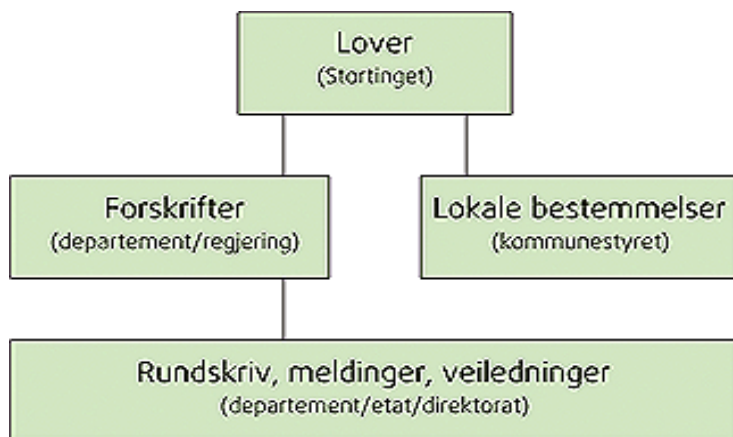 Lover
(Stortinget)
Forskrifter
(departement/regjering)
Lokale bestemmelser
(kommunestyret)
Rundskriv, meldinger, veiledninger
(departement/etat/direktorat)